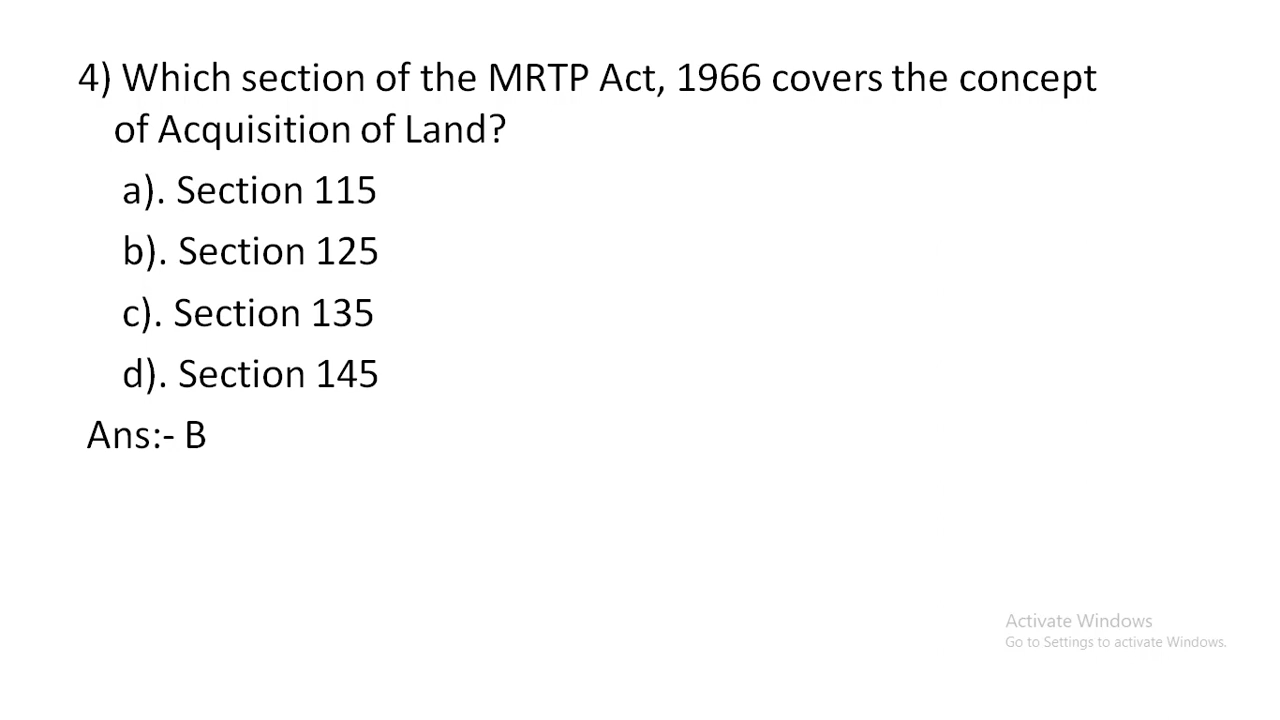 4) Which section of the MRTP Act, 1966 covers the concept
of Acquisition of Land?
a). Section 115
b). Section 125
c). Section 135
d). Section 145
Ans:- B
Activate Windows
Go to Settings to activate Windows.